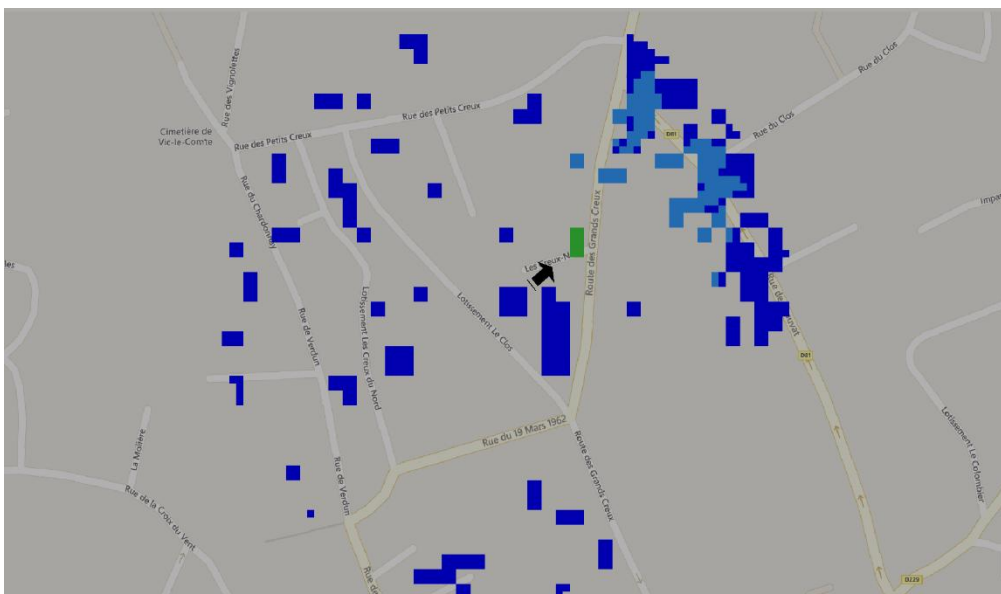 Rue des Vignolettes
Rue du Clos
Cimetière de
Vic-le-Comte
Rue des Petits Creux
Rue des Petits Creux
D81
Rue du Clos
Rue du Chardonnay
Route des Grands Creux
Les
Lotissement Les Creux du Nord
Lotissement Le Clos
Rue de Verdun
D81
Rue du 19 Mars 1962
La Molière
Lotissement Le Colombier
Rue de la Croix du Vent
Rue de Verdun
Route des Grands Creux
Rue de
D229